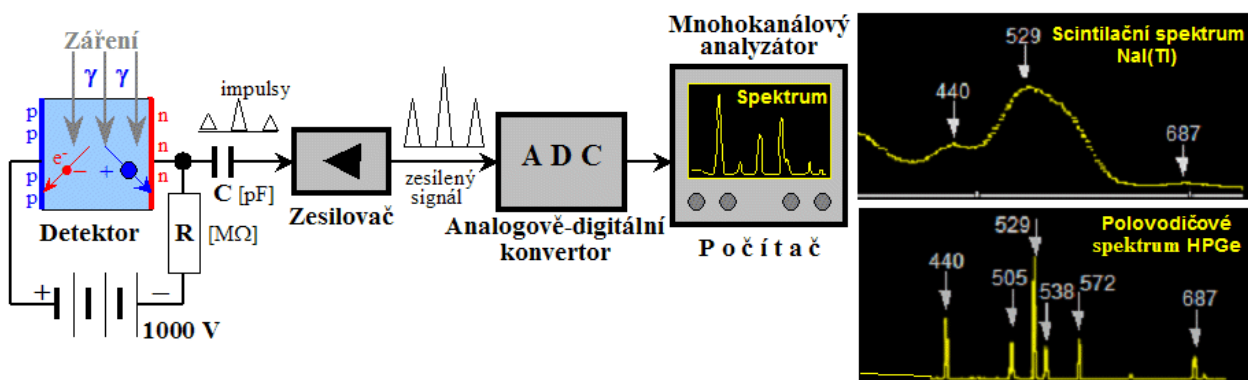 Záření
γ γ
p
p
p
p
n
n
n
e-
–
+
Detektor
+
–
1000 V
R
[MΩ]
C [pF]
impulsy
Zesilovač
zesílený
signál
A D C
Analogově-digitální
konvertor
Mnohokanálový
analyzátor
Spektrum
P o č í t a č
Scintilační spektrum
NaI(Tl)
440
529
687
Polovodičové
spektrum HPGe
440
505
529
538
572
687